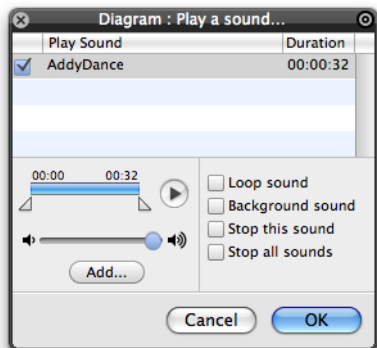 Diagram : Play a sound...
Play Sound Duration
AddyDance 00:00:32
00:00 00:32
Loop sound
Background sound
Stop this sound
Stop all sounds
Add...
Cancel OK